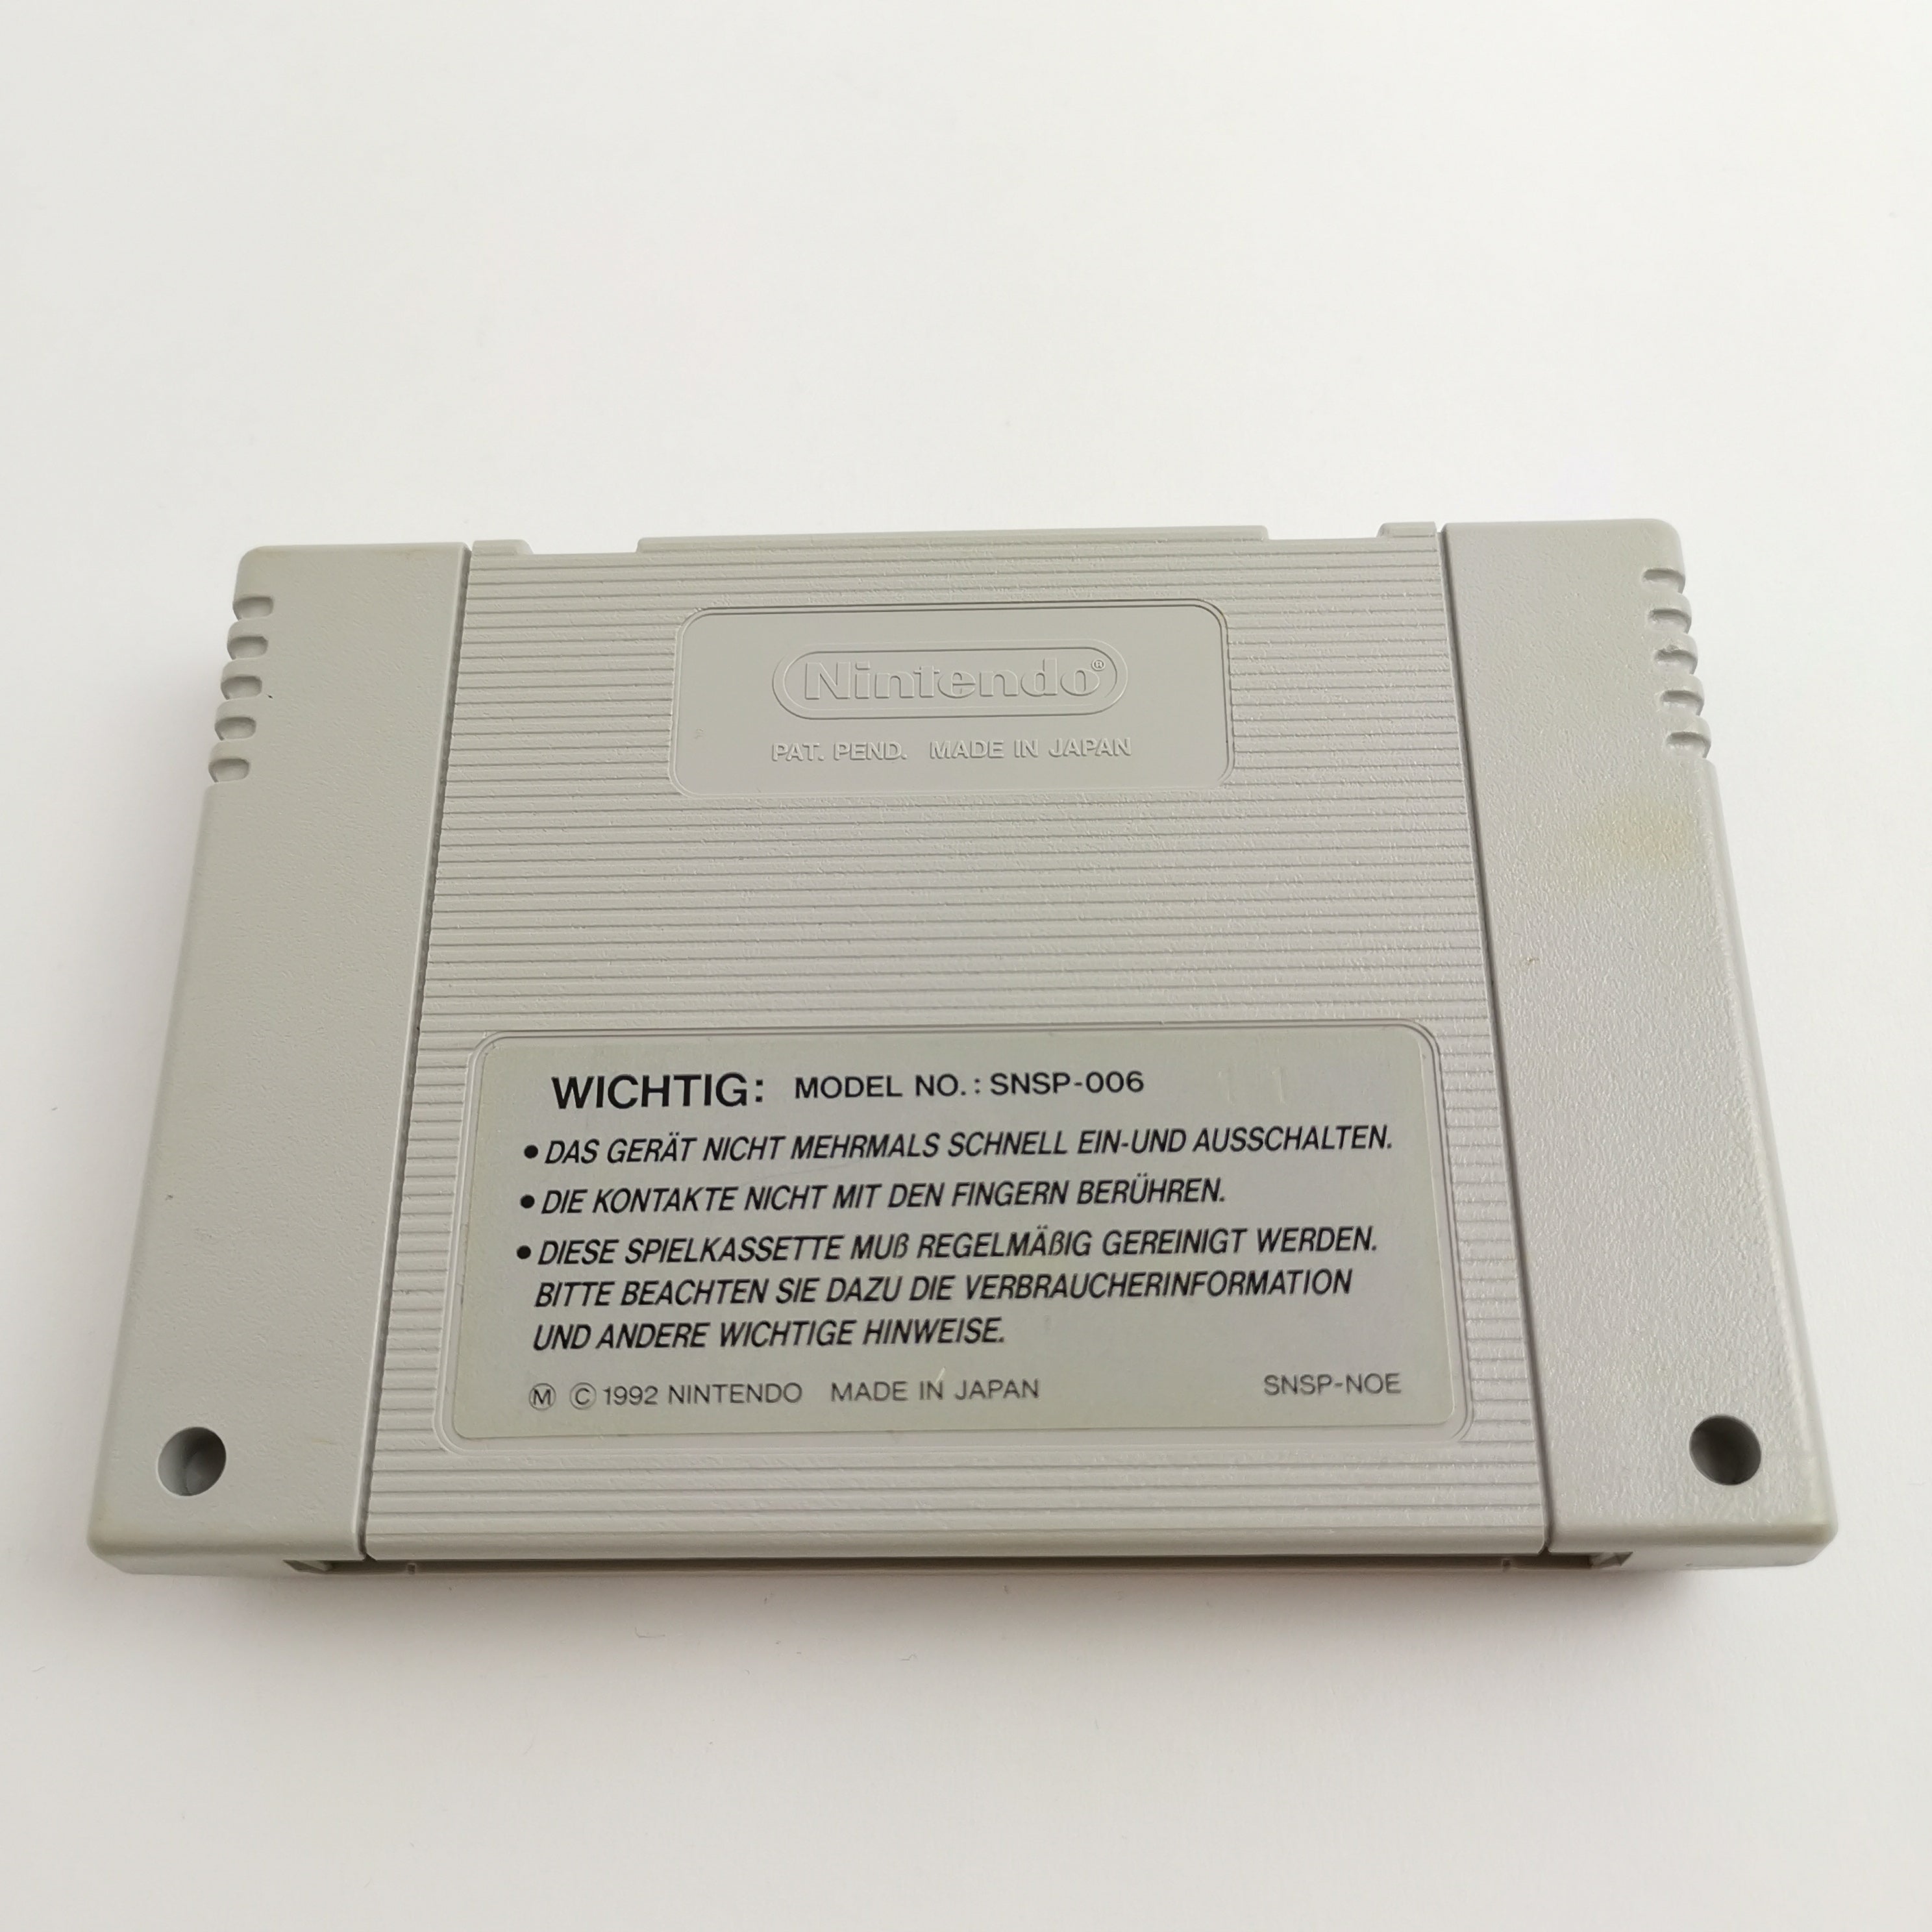 Nintendo®
PAT. PEND. MADE IN JAPAN
WICHTIG: MODEL NO.: SNSP-006
• DAS GERÄT NICHT MEHRMALS SCHNELL EIN-UND AUSSCHALTEN.
• DIE KONTAKTE NICHT MIT DEN FINGERN BERÜHREN.
• DIESE SPIELKASSETTE MUß REGELMÄßIG GEREINIGT WERDEN.
BITTE BEACHTEN SIE DAZU DIE VERBRAUCHERINFORMATION
UND ANDERE WICHTIGE HINWEISE.
Ⓜ © 1992 NINTENDO MADE IN JAPAN SNSP-NOE